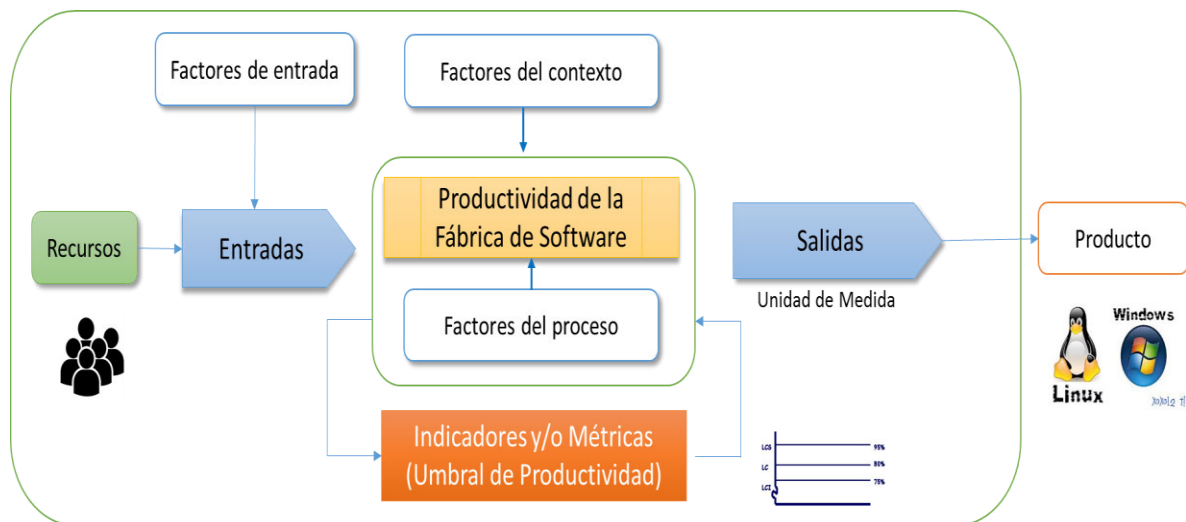 Factores de entrada
Factores del contexto
Recursos
Entradas
Productividad de la
Fábrica de Software
Factores del proceso
Salidas
Unidad de Medida
Producto
Linux
Windows
Indicadores y/o Métricas
(Umbral de Productividad)
LCS 95%
LC 80%
LCI 75%